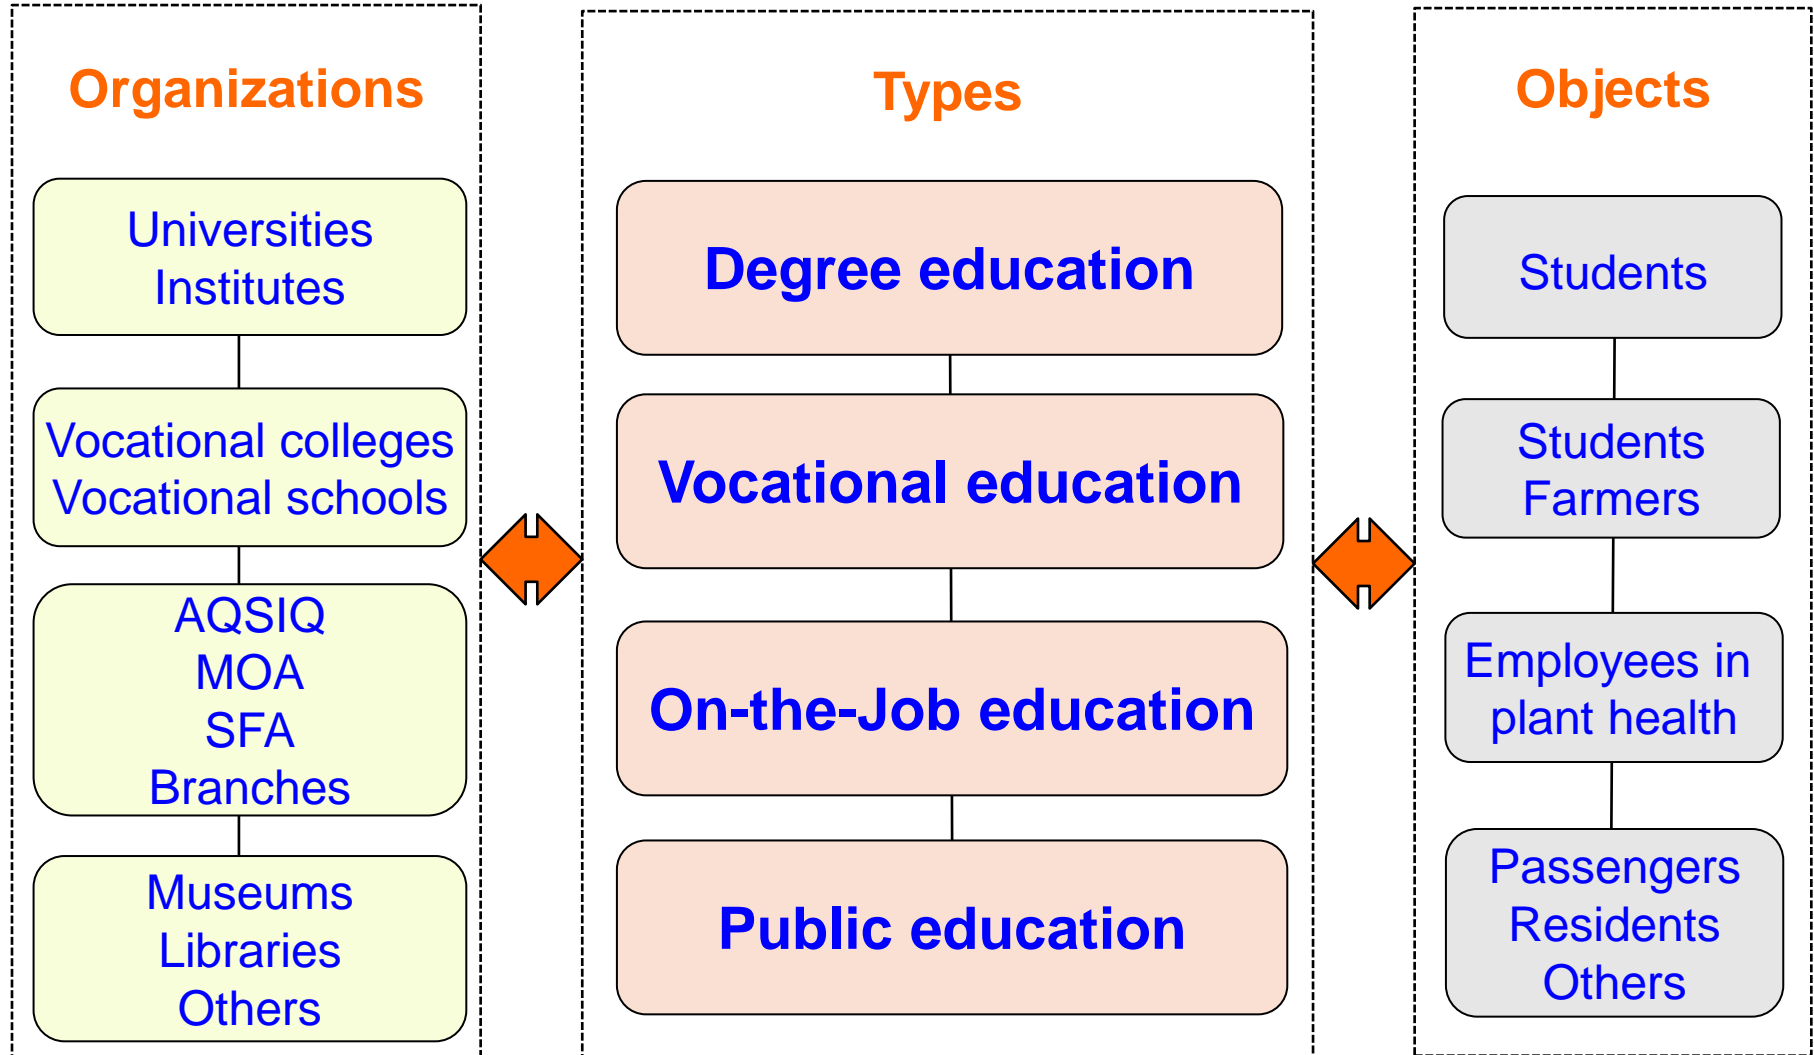 Organizations
Universities
Institutes
Vocational colleges
Vocational schools
AQSIQ
MOA
SFA
Branches
Museums
Libraries
Others
Types
Degree education
Vocational education
On-the-Job education
Public education
Objects
Students
Students
Farmers
Employees in
plant health
Passengers
Residents
Others